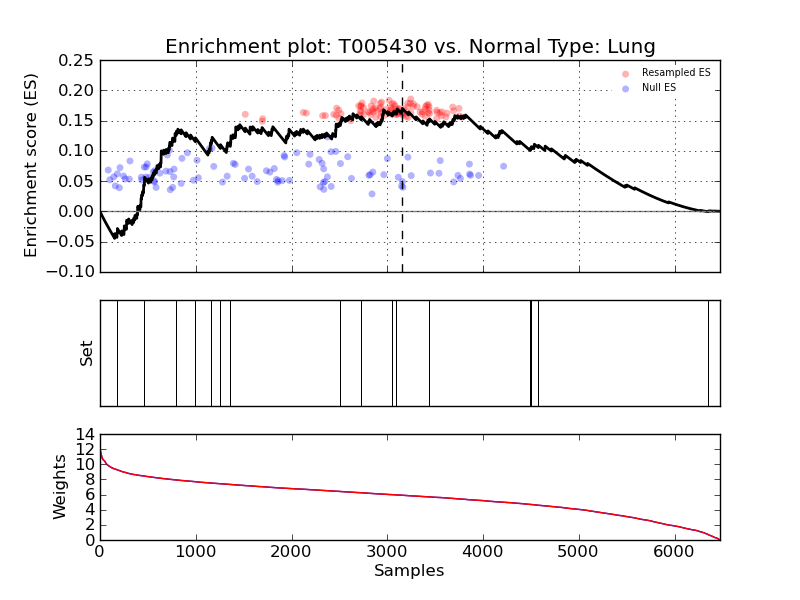 Enrichment plot: T005430 vs. Normal Type: Lung
Enrichment score (ES)
0.25
0.20
0.15
0.10
0.05
0.00
−0.05
−0.10
Resampled ES
Null ES
Set
Weights
14
12
10
8
6
4
2
0
0 1000 2000 3000 4000 5000 6000
Samples